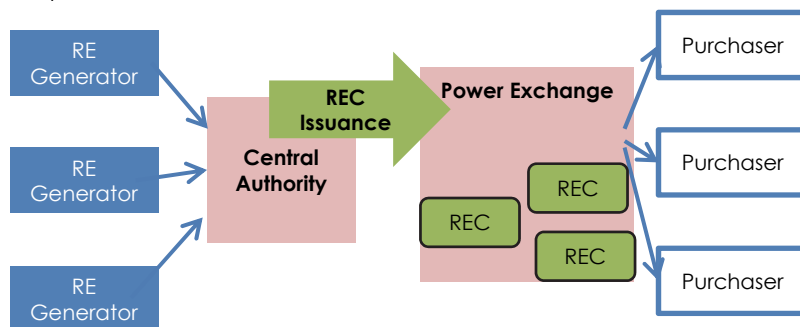 RE
Generator
RE
Generator
RE
Generator
Central
Authority
REC
Issuance
Power Exchange
REC
REC
REC
Purchaser
Purchaser
Purchaser